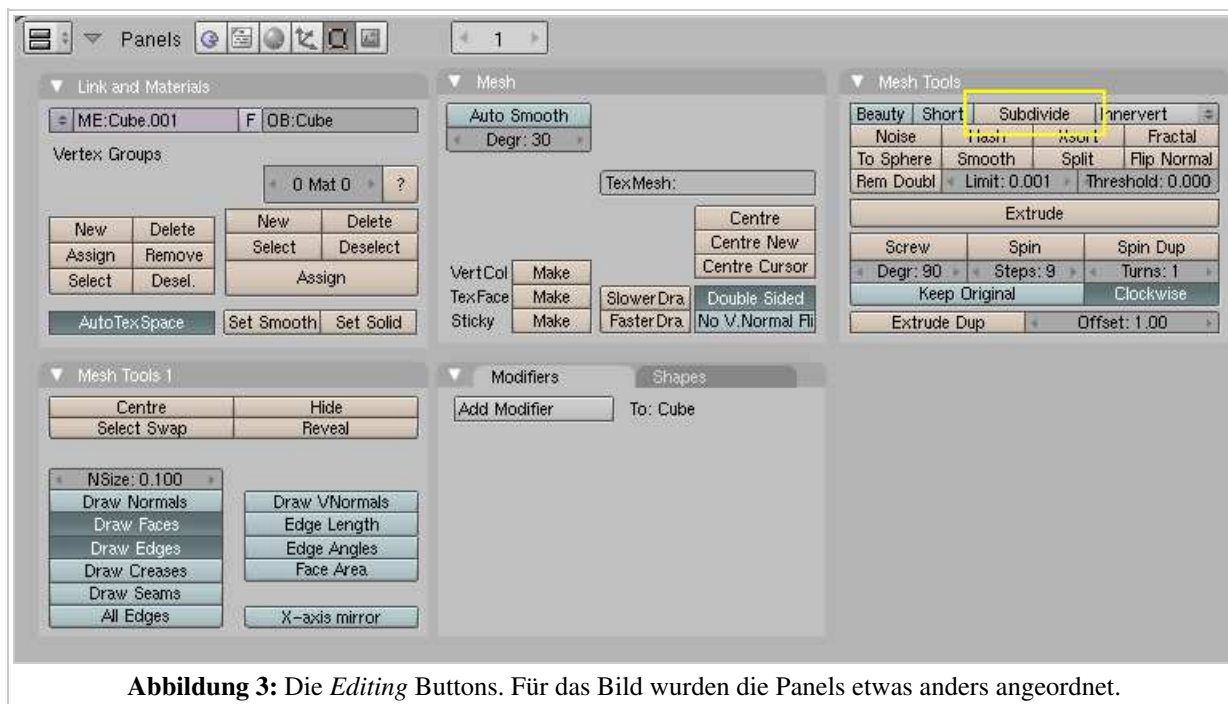 Panels
1
Link and Materials
ME:Cube.001 F OB:Cube
Vertex Groups
0 Mat 0 ?
New Delete New Delete
Assign Remove Select Deselect
Select Desel. Assign
AutoTexSpace Set Smooth Set Solid
Mesh
Auto Smooth
Degr: 30
TexMesh:
Centre
Centre New
Centre Cursor
VertCol Make
TexFace Make SlowerDra Double Sided
Sticky Make FasterDra No V.Normal Fli
Mesh Tools
Beauty Short Subdivide Innervert
Noise Hash Xsort Fractal
To Sphere Smooth Split Flip Normal
Rem Doubl Limit: 0.001 Threshold: 0.000
Extrude
Screw Spin Spin Dup
Degr: 90 Steps: 9 Turns: 1
Keep Original Clockwise
Extrude Dup Offset: 1.00
Mesh Tools 1
Centre Hide
Select Swap Reveal
NSize: 0.100
Draw Normals Draw VNormals
Draw Faces Edge Length
Draw Edges Edge Angles
Draw Creases Face Area
Draw Seams
All Edges X-axis mirror
Modifiers Shapes
Add Modifier To: Cube
Abbildung 3: Die Editing Buttons. Für das Bild wurden die Panels etwas anders angeordnet.